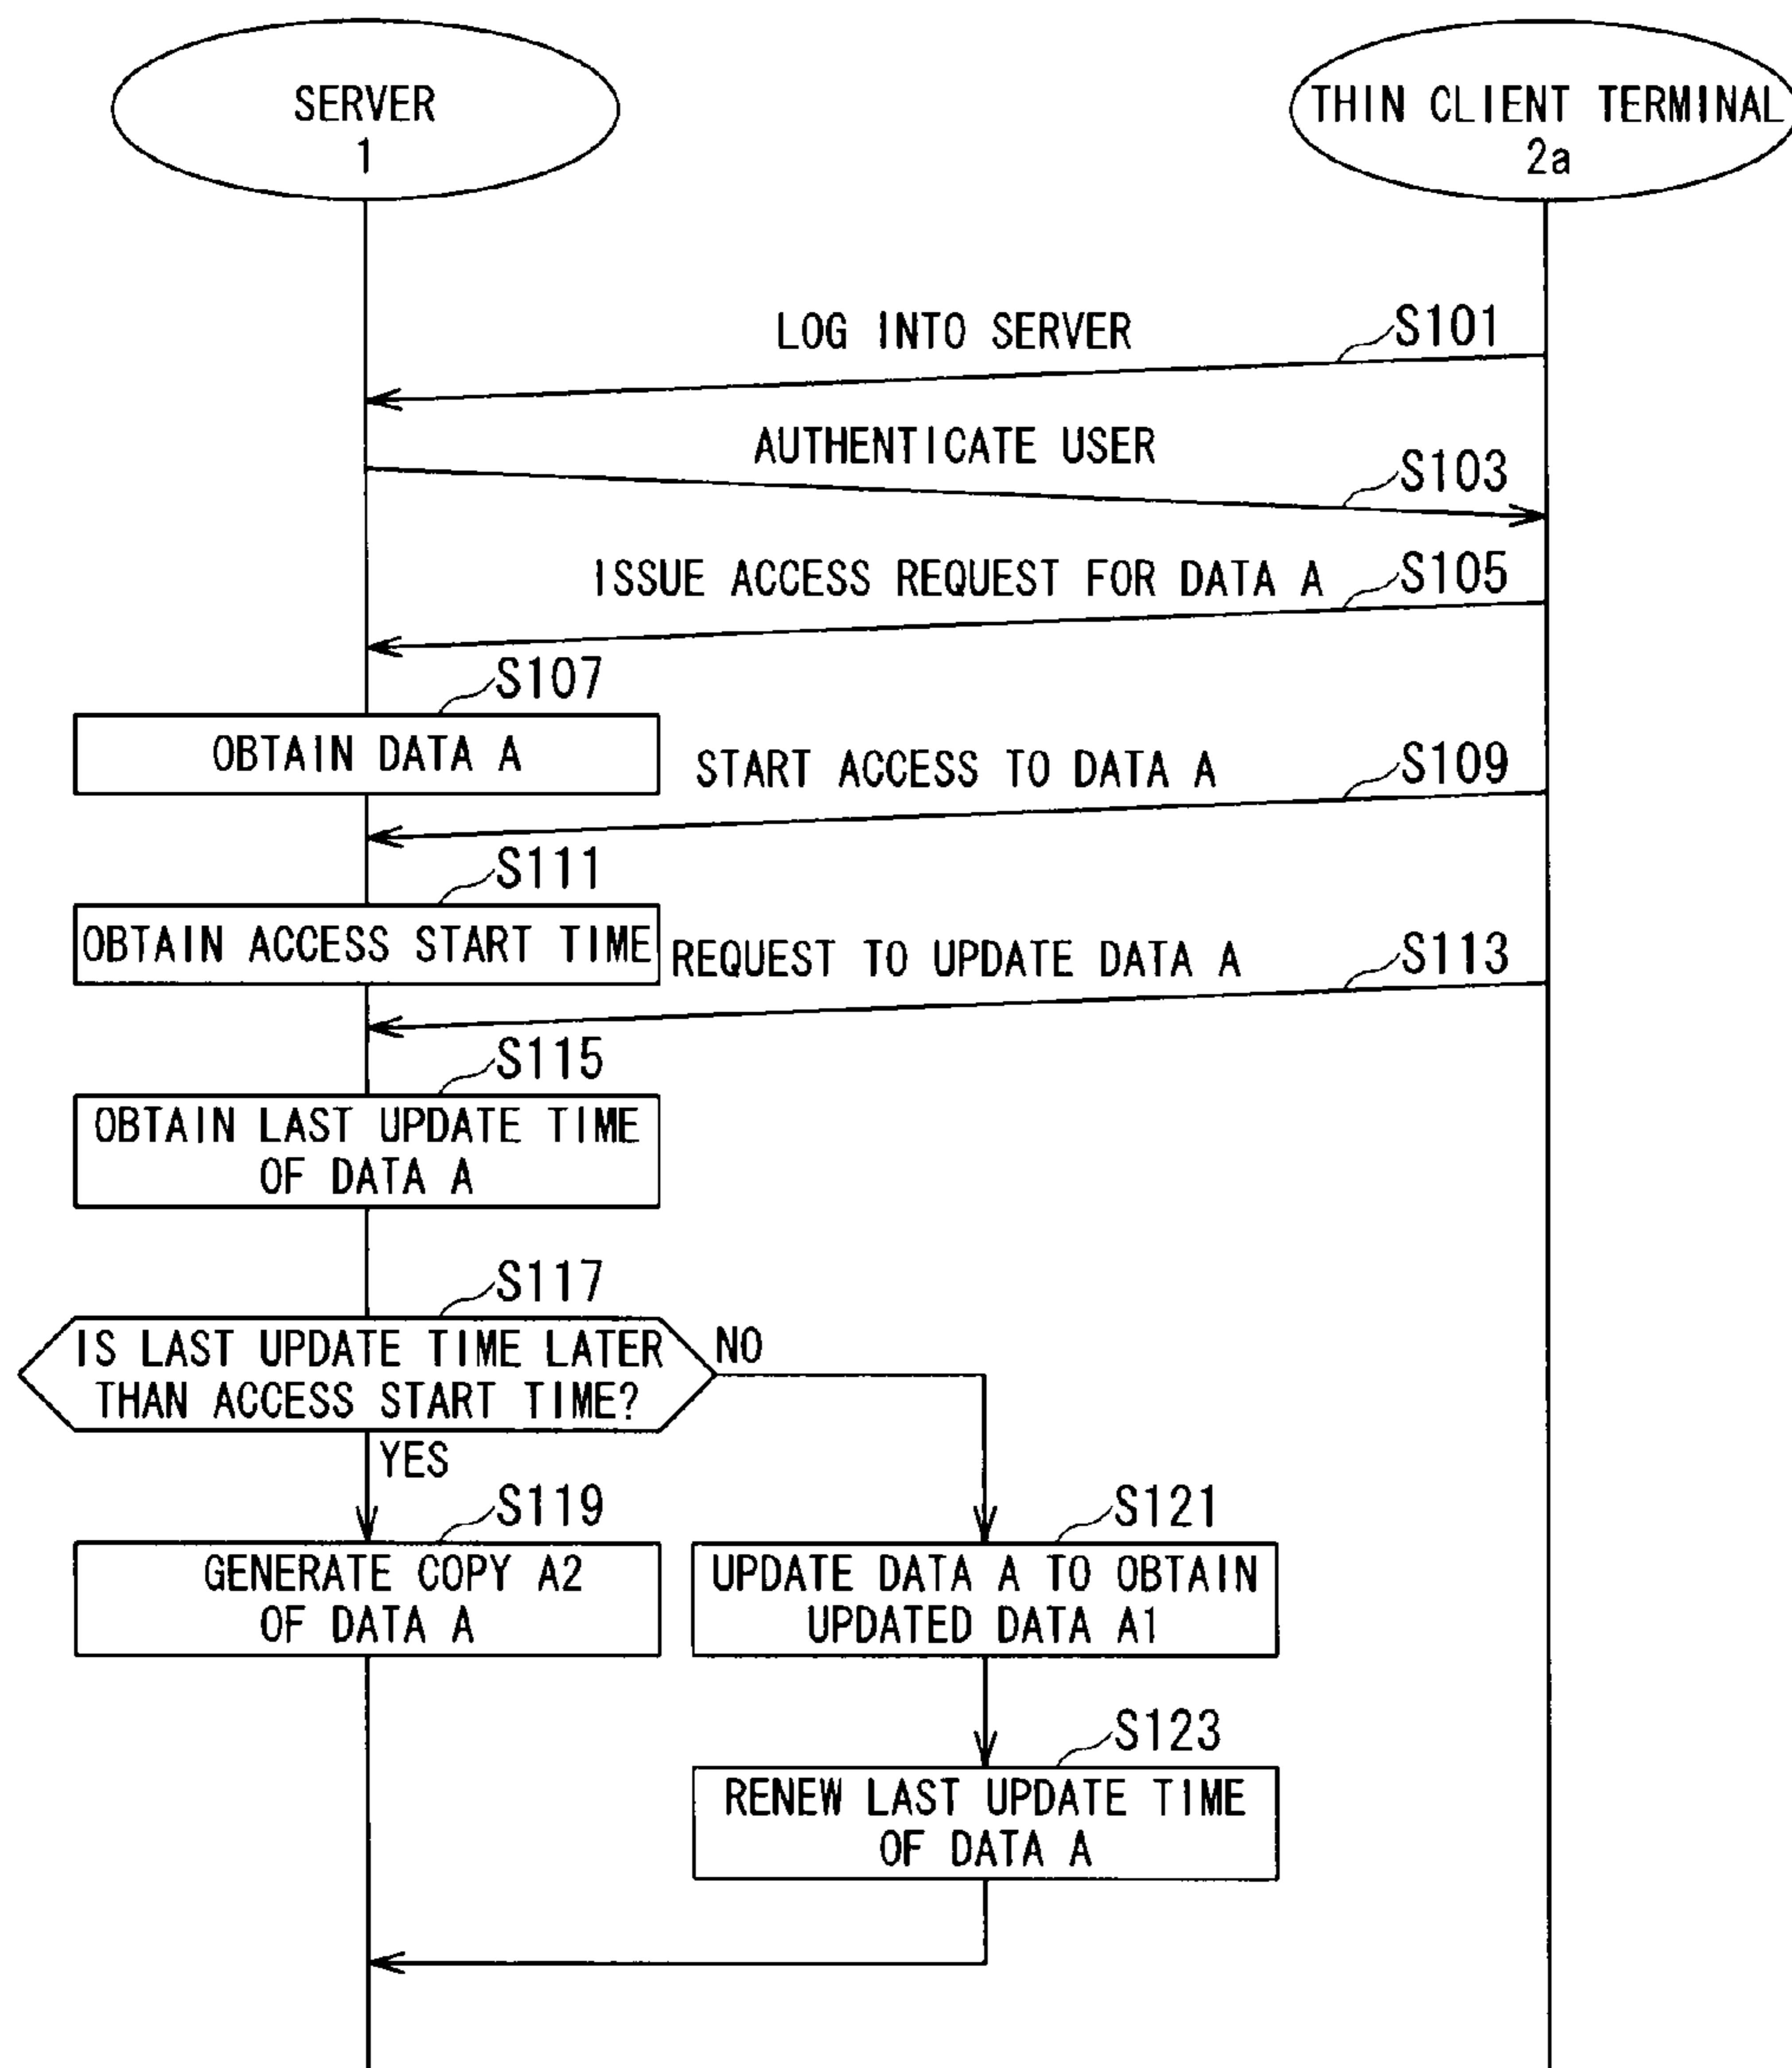 SERVER
1
THIN CLIENT TERMINAL
2a
LOG INTO SERVER
S101
AUTHENTICATE USER
S103
ISSUE ACCESS REQUEST FOR DATA A
S105
S107
OBTAIN DATA A
START ACCESS TO DATA A
S109
S111
OBTAIN ACCESS START TIME
REQUEST TO UPDATE DATA A
S113
S115
OBTAIN LAST UPDATE TIME
OF DATA A
S117
IS LAST UPDATE TIME LATER
THAN ACCESS START TIME?
NO
YES
S119
GENERATE COPY A2
OF DATA A
S121
UPDATE DATA A TO OBTAIN
UPDATED DATA A1
S123
RENEW LAST UPDATE TIME
OF DATA A